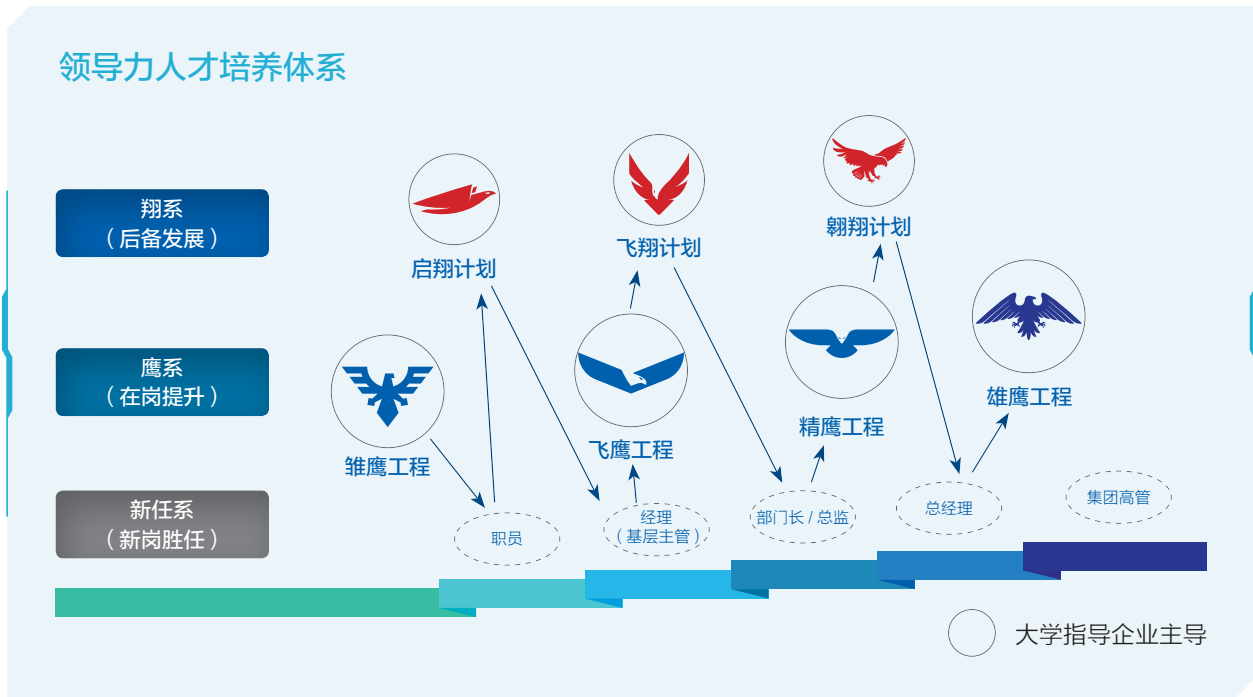 领导力人才培养体系
翔系
（后备发展）
鹰系
（在岗提升）
新任系
（新岗胜任）
启翔计划
飞翔计划
翱翔计划
雏鹰工程
飞鹰工程
精鹰工程
雄鹰工程
职员
经理
（基层主管）
部门长 / 总监
总经理
集团高管
大学指导企业主导